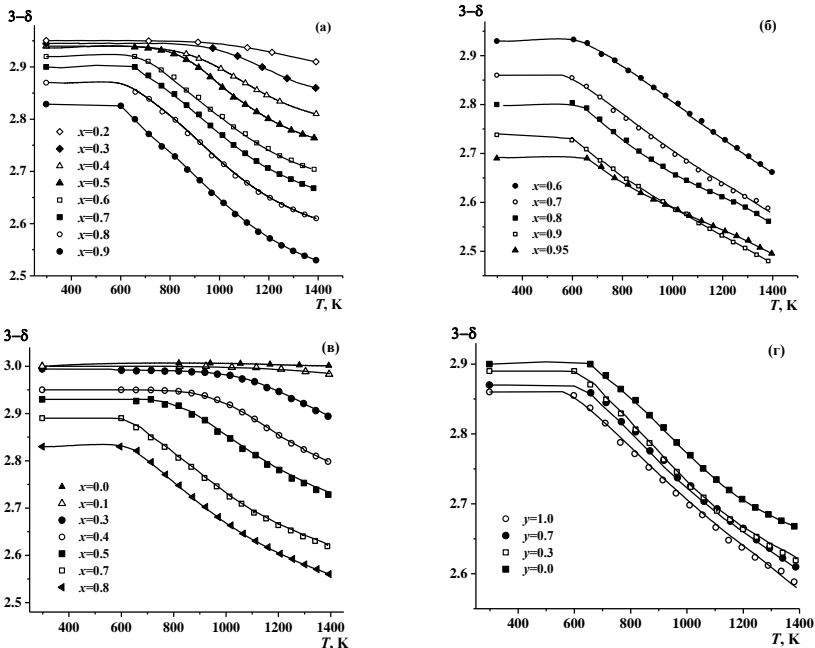 3–δ
(а)
2.9
2.8
2.7
2.6
2.5
x=0.2
x=0.3
x=0.4
x=0.5
x=0.6
x=0.7
x=0.8
x=0.9
400
600
800
1000
1200
1400
T, K
3–δ
(б)
3.0
2.9
2.8
2.7
2.6
2.5
x=0.6
x=0.7
x=0.8
x=0.9
x=0.95
400
600
800
1000
1200
1400
T, K
3–δ
(в)
3.0
2.9
2.8
2.7
2.6
2.5
x=0.0
x=0.1
x=0.3
x=0.4
x=0.5
x=0.7
x=0.8
400
600
800
1000
1200
1400
T, K
3–δ
(г)
2.9
2.8
2.7
2.6
y=1.0
y=0.7
y=0.3
y=0.0
400
600
800
1000
1200
1400
T, K